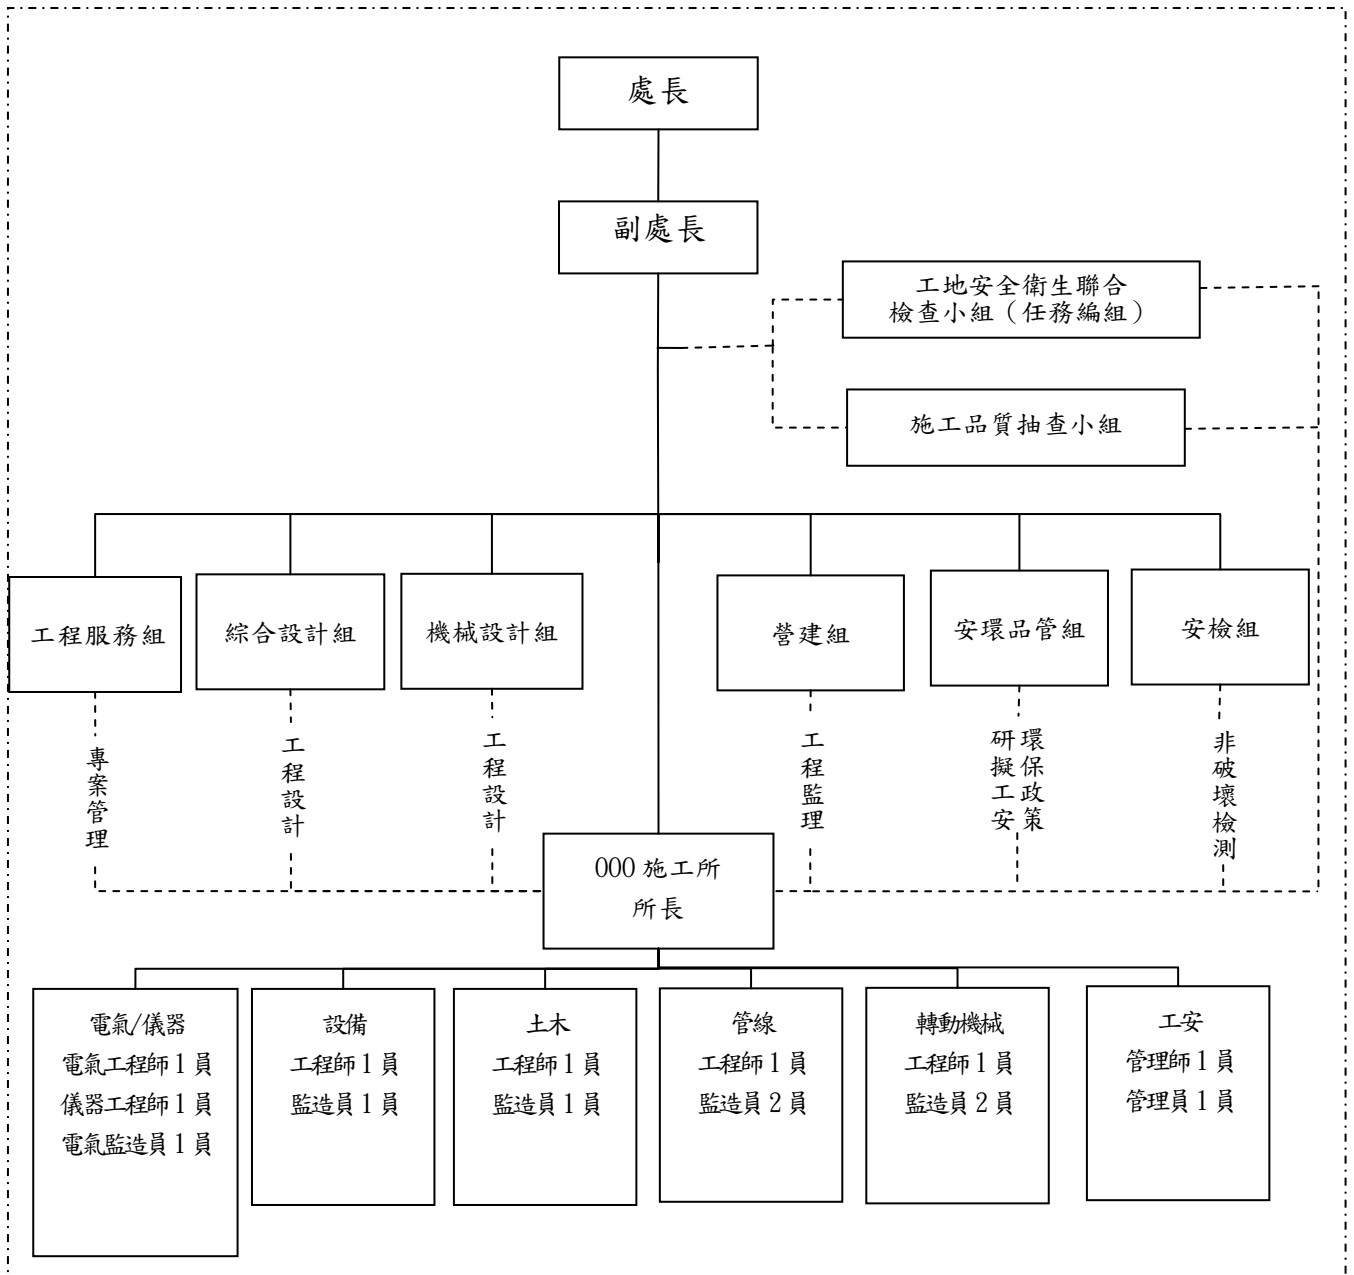 處長
副處長
工地安全衛生聯合
檢查小組（任務編組）
施工品質抽查小組
工程服務組
綜合設計組
機械設計組
營建組
安環品管組
安檢組
專案管理
工程設計
工程設計
工程監理
環保政策
研擬工安
非破壞檢測
000 施工所
所長
電氣/儀器
電氣工程師1員
儀器工程師1員
電氣監造員1員
設備
工程師1員
監造員1員
土木
工程師1員
監造員1員
管線
工程師1員
監造員2員
轉動機械
工程師1員
監造員2員
工安
管理師1員
管理員1員